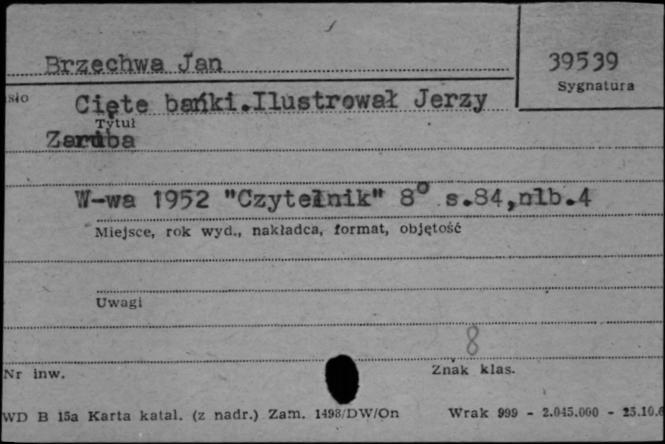 Brzechwa Jan
39539
Sygnatura
sło
Cięte bańki.Ilustrował Jerzy
Tytuł
Zaruba
W-wa 1952 "Czytelnik" 8° s.84,nlb.4
Miejsce, rok wyd., nakładca, format, objętość
Uwagi
8
Nr inw.
Znak klas.
WD B 15a Karta katal. (z nadr.) Zam. 1498/DW/On Wrak 999 - 2.045.000 - 25.10.6